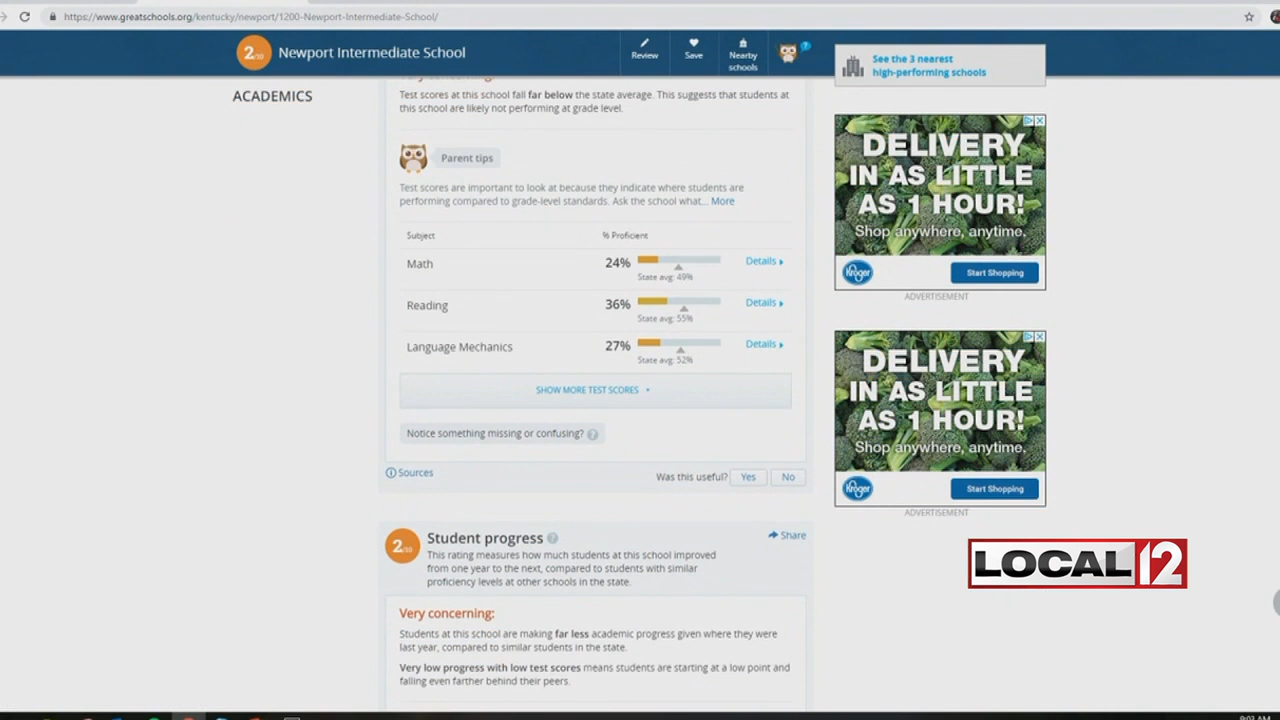 https://www.greatschools.org/kentucky/newport/1200-Newport-Intermediate-School/
2/10 Newport Intermediate School
Review
Save
Nearby
schools
?
See the 3 nearest
high-performing schools
ACADEMICS
Test scores at this school fall far below the state average. This suggests that students at
this school are likely not performing at grade level.
Parent tips
Test scores are important to look at because they indicate where students are
performing compared to grade-level standards. Ask the school what... More
Subject % Proficient
Math 24% Details
State avg: 49%
Reading 36% Details
State avg: 55%
Language Mechanics 27% Details
State avg: 52%
SHOW MORE TEST SCORES
Notice something missing or confusing? ?
Sources
Was this useful? Yes No
2/10 Student progress ?
Share
This rating measures how much students at this school improved
from one year to the next, compared to students with similar
proficiency levels at other schools in the state.
Very concerning:
Students at this school are making far less academic progress given where they were
last year, compared to similar students in the state.
Very low progress with low test scores means students are starting at a low point and
falling even farther behind their peers.
DELIVERY
IN AS LITTLE
AS 1 HOUR!
Shop anywhere, anytime.
Kroger
Start Shopping
ADVERTISEMENT
DELIVERY
IN AS LITTLE
AS 1 HOUR!
Shop anywhere, anytime.
Kroger
Start Shopping
ADVERTISEMENT
LOCAL 12